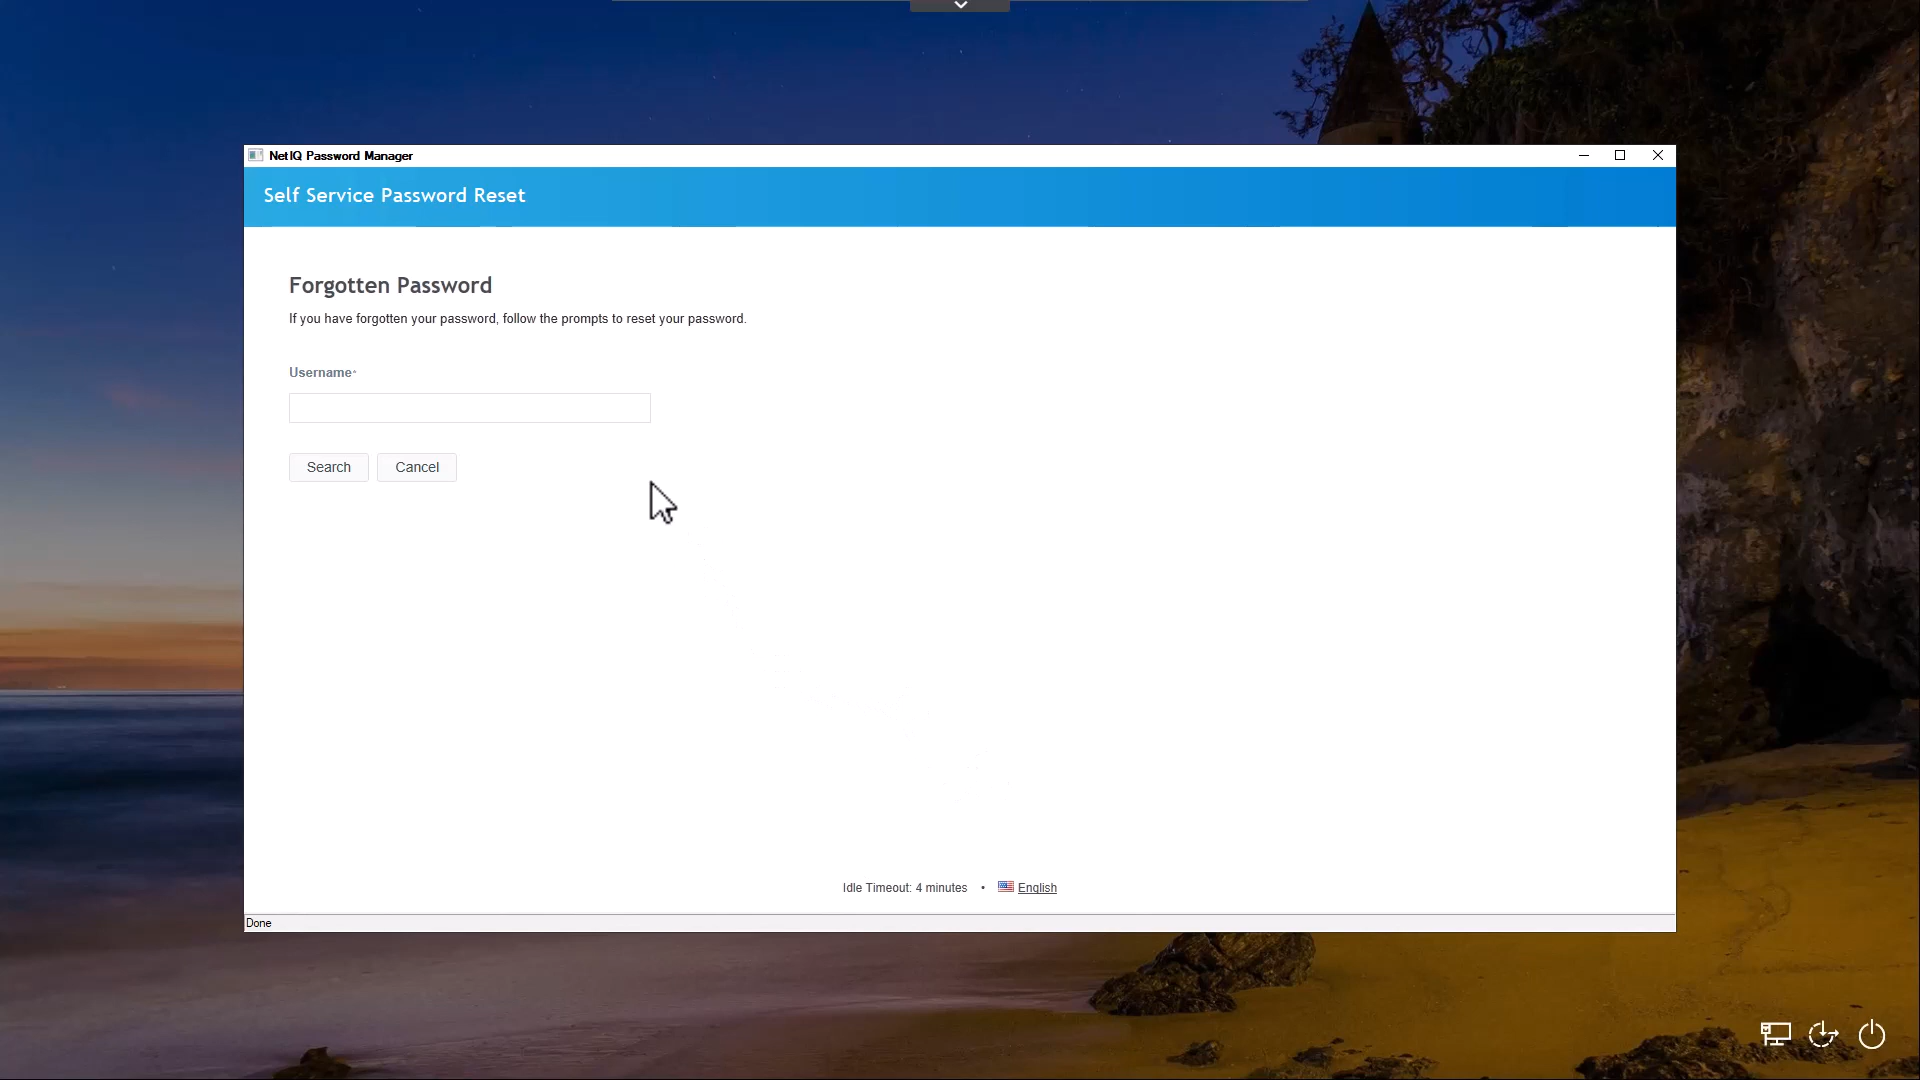 NetIQ Password Manager
Self Service Password Reset
Forgotten Password
If you have forgotten your password, follow the prompts to reset your password.
Username*
Search Cancel
Idle Timeout: 4 minutes • English
Done